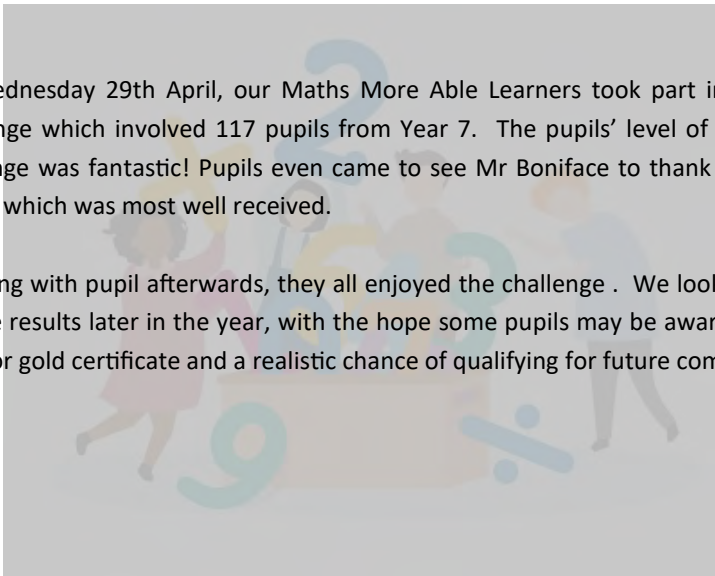 ednesday 29th April, our Maths More Able Learners took part in
nge which involved 117 pupils from Year 7. The pupils’ level of
nge was fantastic! Pupils even came to see Mr Boniface to thank
which was most well received.
ng with pupil afterwards, they all enjoyed the challenge . We look
e results later in the year, with the hope some pupils may be awar
or gold certificate and a realistic chance of qualifying for future com